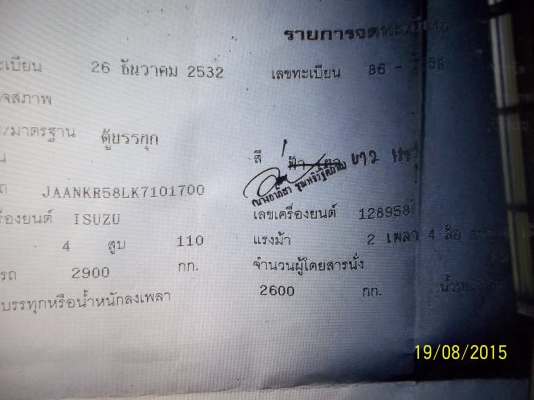 รายการจดทะเบียน
ทะเบียน 26 ธันวาคม 2532 เลขทะเบียน 86 -
จสภาพ
/มาตรฐาน ตู้บรรทุก สี ขาว
JAANKR58LK7101700
เครื่องยนต์ ISUZU เลขเครื่องยนต์ 128958
4 สูบ 110 แรงม้า 2 เพลา 4 ล้อ
รถ 2900 กก. จำนวนผู้โดยสารนั่ง
บรรทุกหรือน้ำหนักลงเพลา 2600 กก.
19/08/2015